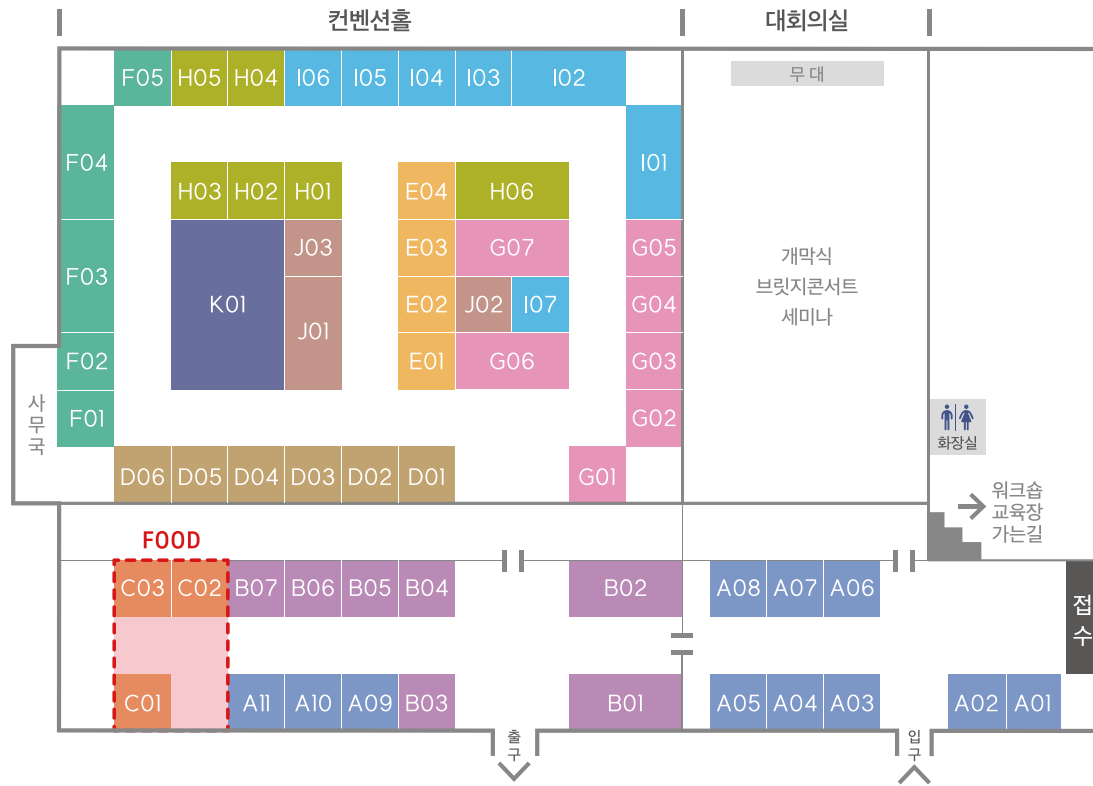 컨벤션홀
대회의실
F05 H05 H04 I06 I05 I04 I03 I02
무대
F04
I01
H03 H02 H01 E04 H06
F03
J03 E03 G07 G05
개막식
브릿지콘서트
세미나
K01
J01
E02 J02 I07 G04
F02
E01 G06 G03
사무국
F01
G02
화장실
D06 D05 D04 D03 D02 D01 G01
워크숍
교육장
가는길
FOOD
C03 C02 B07 B06 B05 B04 B02 A08 A07 A06
접수
C01 A11 A10 A09 B03 B01 A05 A04 A03 A02 A01
출구
입구